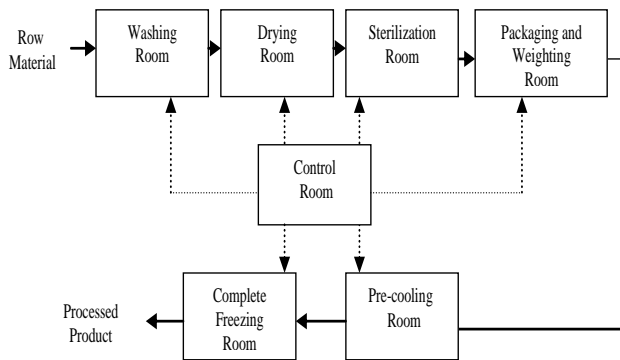 Row
Material
Washing
Room
Drying
Room
Sterilization
Room
Packaging and
Weighting
Room
Control
Room
Processed
Product
Complete
Freezing
Room
Pre-cooling
Room